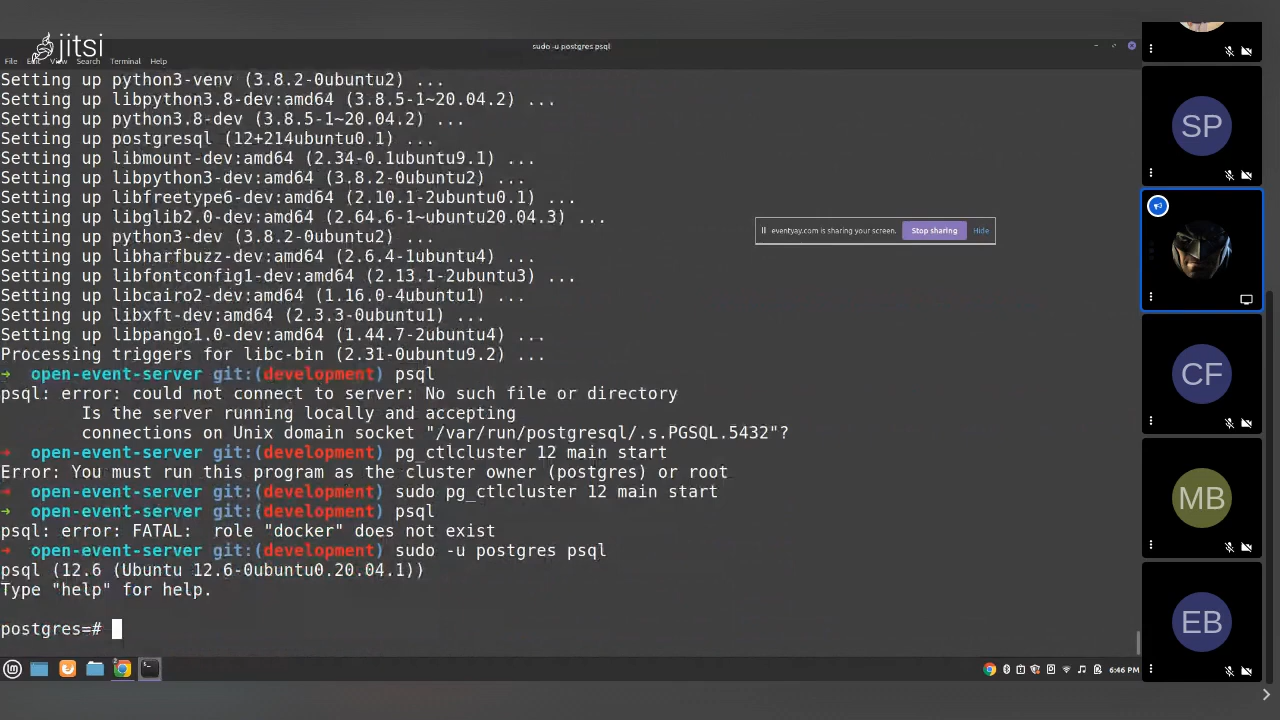 jitsi
sudo -u postgres psql
File Edit View Search Terminal Help
Setting up python3-venv (3.8.2-0ubuntu2) ...
Setting up libpython3.8-dev:amd64 (3.8.5-1~20.04.2) ...
Setting up python3.8-dev (3.8.5-1~20.04.2) ...
Setting up postgresql (12+214ubuntu0.1) ...
Setting up libmount-dev:amd64 (2.34-0.1ubuntu9.1) ...
Setting up libpython3-dev:amd64 (3.8.2-0ubuntu2) ...
Setting up libfreetype6-dev:amd64 (2.10.1-2ubuntu0.1) ...
Setting up libglib2.0-dev:amd64 (2.64.6-1~ubuntu20.04.3) ...
Setting up python3-dev (3.8.2-0ubuntu2) ...
Setting up libharfbuzz-dev:amd64 (2.6.4-1ubuntu4) ...
Setting up libfontconfig1-dev:amd64 (2.13.1-2ubuntu3) ...
Setting up libcairo2-dev:amd64 (1.16.0-4ubuntu1) ...
Setting up libxft-dev:amd64 (2.3.3-0ubuntu1) ...
Setting up libpango1.0-dev:amd64 (1.44.7-2ubuntu4) ...
Processing triggers for libc-bin (2.31-0ubuntu9.2) ...
➜ open-event-server git:(development) psql
psql: error: could not connect to server: No such file or directory
Is the server running locally and accepting
connections on Unix domain socket "/var/run/postgresql/.s.PGSQL.5432"?
➜ open-event-server git:(development) pg_ctlcluster 12 main start
Error: You must run this program as the cluster owner (postgres) or root
➜ open-event-server git:(development) sudo pg_ctlcluster 12 main start
➜ open-event-server git:(development) psql
psql: error: FATAL:  role "docker" does not exist
➜ open-event-server git:(development) sudo -u postgres psql
psql (12.6 (Ubuntu 12.6-0ubuntu0.20.04.1))
Type "help" for help.
postgres=#
eventyay.com is sharing your screen. Stop sharing Hide
6:46 PM
SP
CF
MB
EB